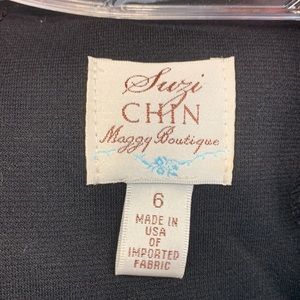 Suzi
CHIN
Maggy Boutique
6
MADE IN
USA
OF
IMPORTED
FABRIC